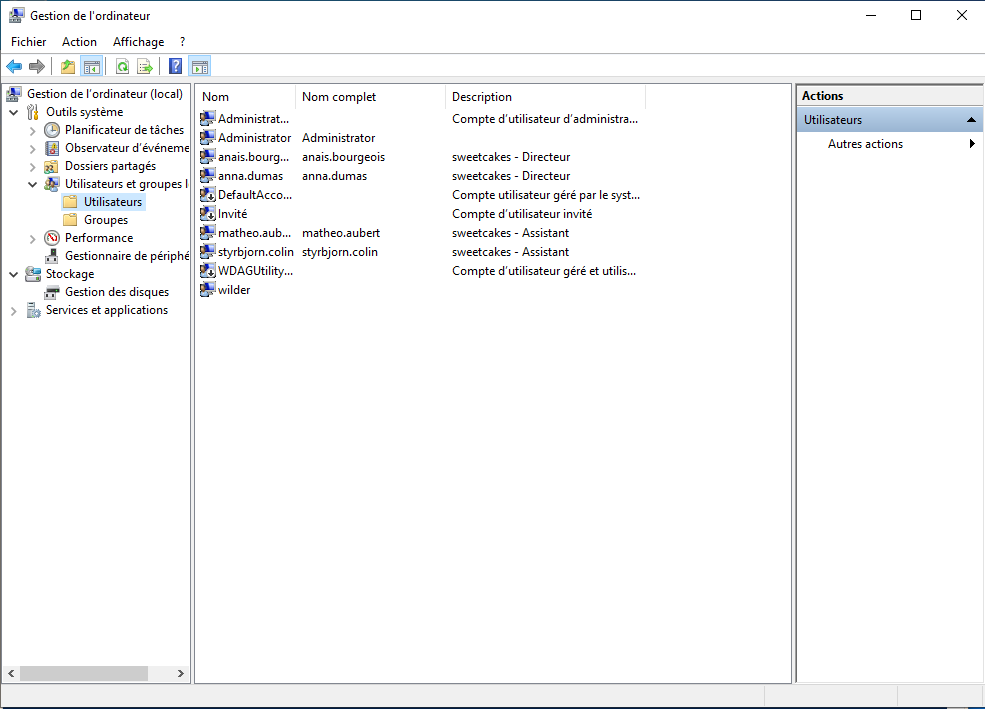 Gestion de l'ordinateur
Fichier Action Affichage ?
Gestion de l'ordinateur (local)
Outils système
Planificateur de tâches
Observateur d'événeme
Dossiers partagés
Utilisateurs et groupes l
Utilisateurs
Groupes
Performance
Gestionnaire de périphé
Stockage
Gestion des disques
Services et applications
Nom Nom complet Description
Administrat... Compte d'utilisateur d'administra...
Administrator Administrator
anais.bourg... anais.bourgeois sweetcakes - Directeur
anna.dumas anna.dumas sweetcakes - Directeur
DefaultAcco... Compte utilisateur géré par le syst...
Invité Compte d'utilisateur invité
matheo.aub... matheo.aubert sweetcakes - Assistant
styrbjorn.colin styrbjorn.colin sweetcakes - Assistant
WDAGUtility... Compte d'utilisateur géré et utilis...
wilder
Actions
Utilisateurs
Autres actions